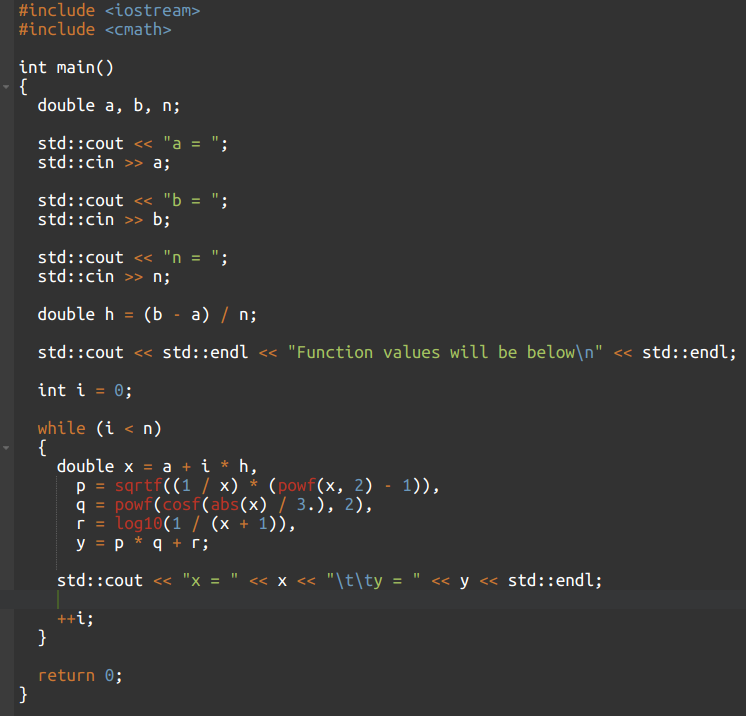 #include <iostream>
#include <cmath>

int main()
{
  double a, b, n;

  std::cout << "a = ";
  std::cin >> a;

  std::cout << "b = ";
  std::cin >> b;

  std::cout << "n = ";
  std::cin >> n;

  double h = (b - a) / n;

  std::cout << std::endl << "Function values will be below\n" << std::endl;

  int i = 0;

  while (i < n)
  {
    double x = a + i * h,
      p = sqrtf((1 / x) * (powf(x, 2) - 1)),
      q = powf(cosf(abs(x) / 3.), 2),
      r = log10(1 / (x + 1)),
      y = p * q + r;

    std::cout << "x = " << x << "\t\ty = " << y << std::endl;

    ++i;
  }

  return 0;
}